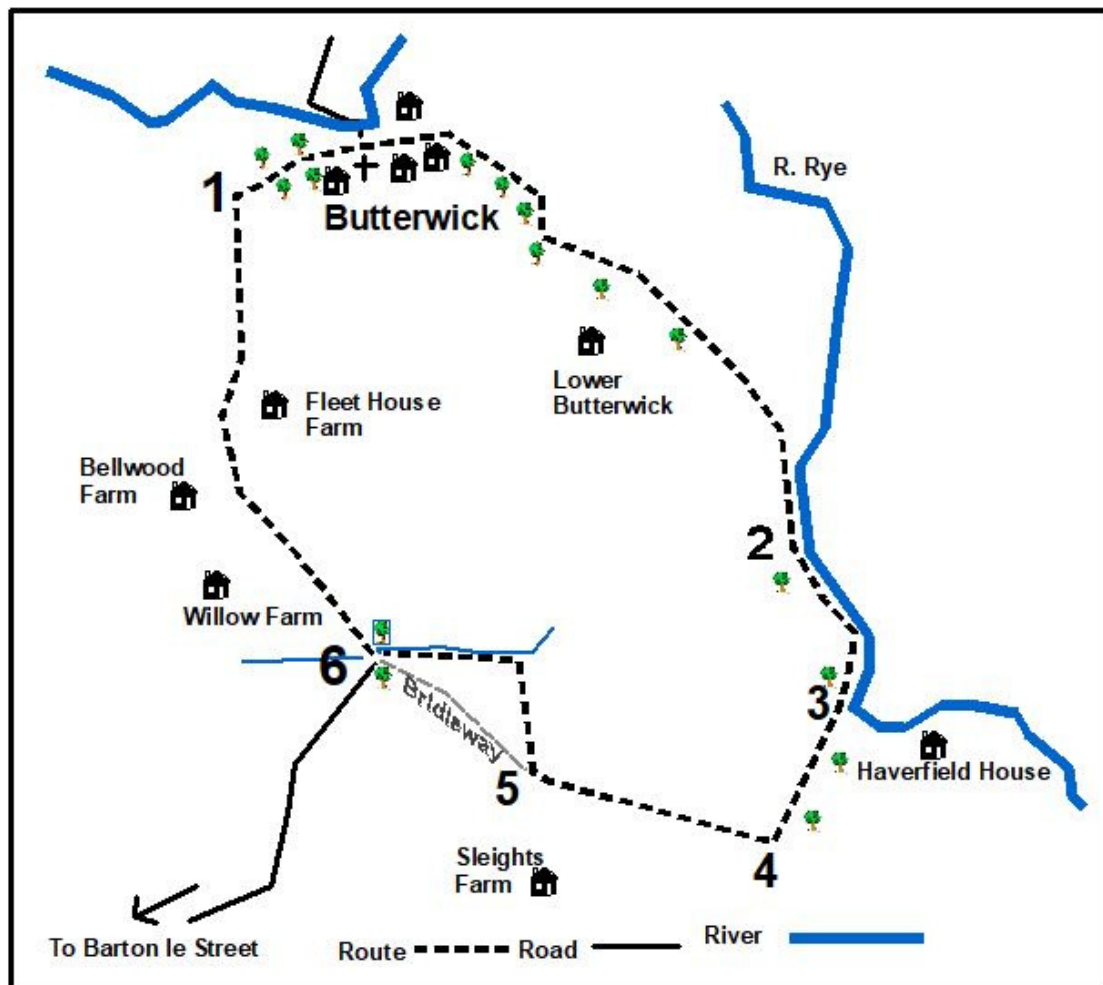 R. Rye
1
Butterwick
Lower
Butterwick
Fleet House
Farm
Bellwood
Farm
2
Willow Farm
6
Bridleway
3
Haverfield House
5
4
Sleights
Farm
To Barton le Street
Route
Road
River